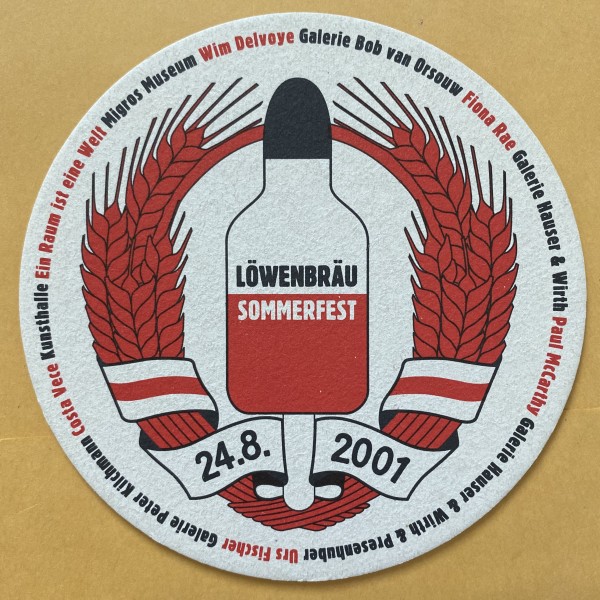 Kunsthalle Ein Raum ist eine Welt Migros Museum Wim Delvoye Galerie Bob van Orsouw Fiona Rae Galerie Hauser & Wirth Paul McCarthy Galerie Hauser & Wirth & Presenhuber Urs Fischer Galerie Peter Kilchmann Costa Vece
LÖWENBRÄU
SOMMERFEST
24.8. 2001